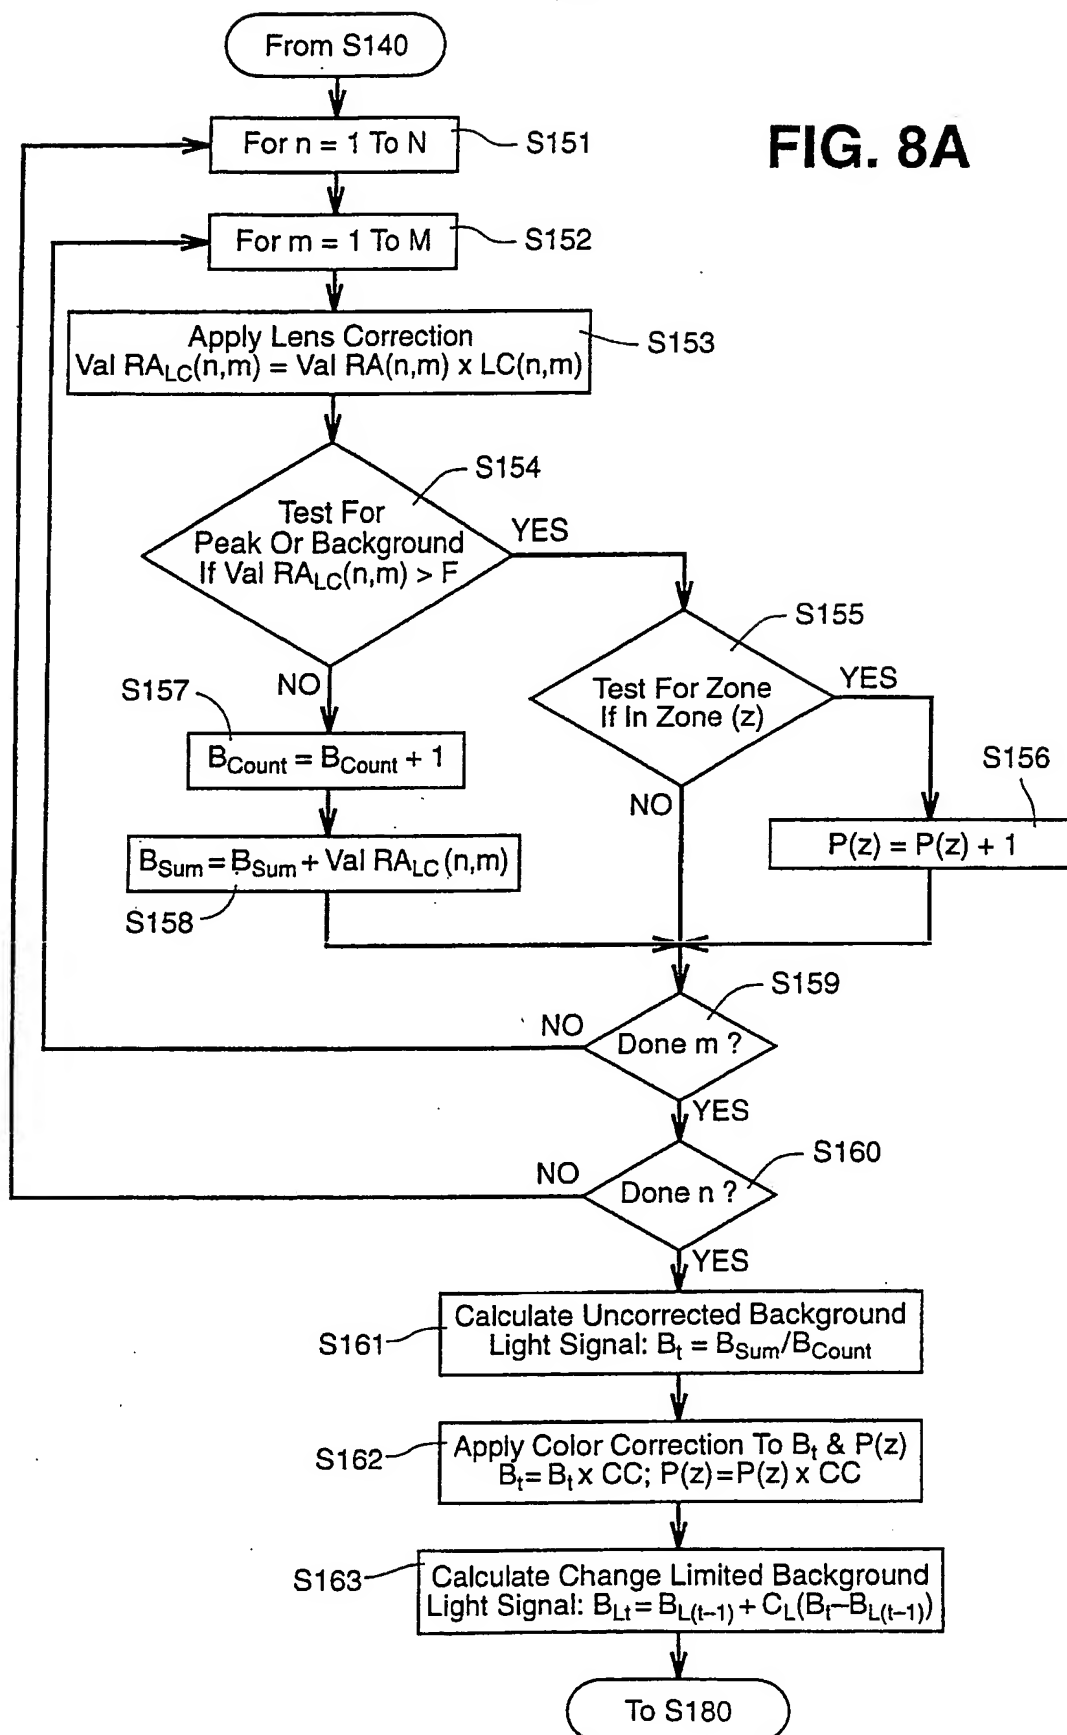 From S140
FIG. 8A
For n = 1 To N
S151
For m = 1 To M
S152
Apply Lens Correction
Val RA_LC(n,m) = Val RA(n,m) x LC(n,m)
S153
S154
Test For
Peak Or Background
If Val RA_LC(n,m) > F
YES
NO
S155
Test For Zone
If In Zone (z)
YES
NO
S156
P(z) = P(z) + 1
S157
B_Count = B_Count + 1
B_Sum = B_Sum + Val RA_LC (n,m)
S158
S159
Done m ?
NO
YES
S160
Done n ?
NO
YES
S161
Calculate Uncorrected Background
Light Signal: B_t = B_Sum/B_Count
S162
Apply Color Correction To B_t & P(z)
B_t = B_t x CC; P(z) = P(z) x CC
S163
Calculate Change Limited Background
Light Signal: B_Lt = B_L(t–1) + C_L(B_t–B_L(t–1))
To S180